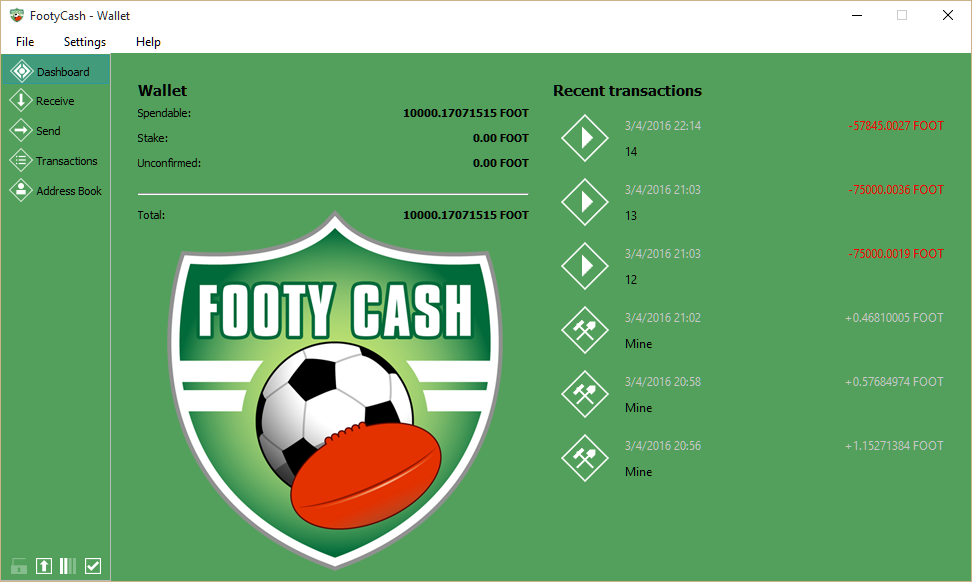 FootyCash - Wallet
File Settings Help
Dashboard
Receive
Send
Transactions
Address Book
Wallet
Spendable: 10000.17071515 FOOT
Stake: 0.00 FOOT
Unconfirmed: 0.00 FOOT
Total: 10000.17071515 FOOT
FOOTY CASH
Recent transactions
3/4/2016 22:14 -57845.0027 FOOT
14
3/4/2016 21:03 -75000.0036 FOOT
13
3/4/2016 21:03 -75000.0019 FOOT
12
3/4/2016 21:02 +0.46810005 FOOT
Mine
3/4/2016 20:58 +0.57684974 FOOT
Mine
3/4/2016 20:56 +1.15271384 FOOT
Mine